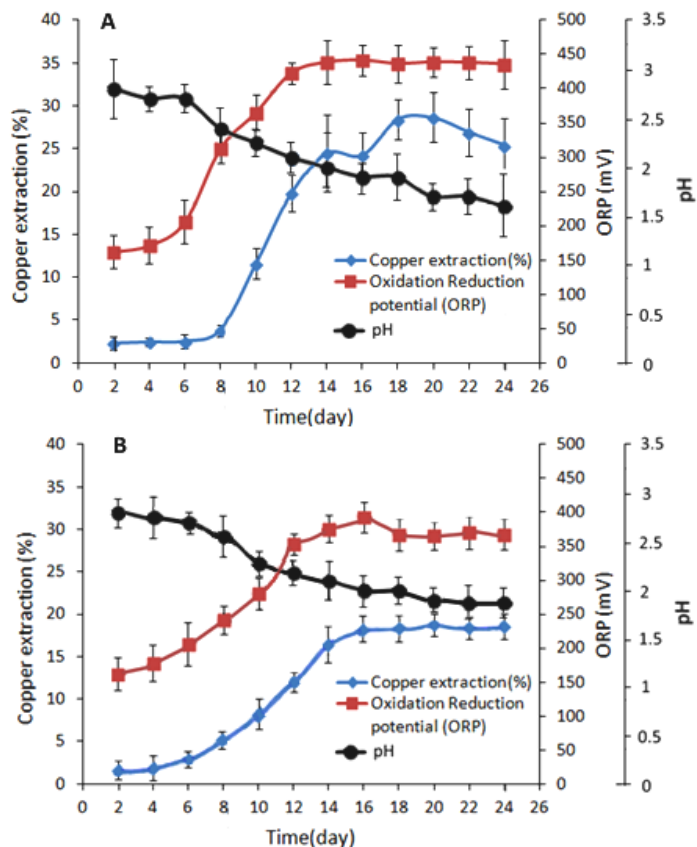 A
40
35
30
25
20
15
10
5
0
Copper extraction (%)
500
450
400
350
300
250
200
150
100
50
0
ORP (mV)
3.5
3
2.5
2
1.5
1
0.5
0
pH
Copper extraction(%)
Oxidation Reduction
potential (ORP)
pH
0 2 4 6 8 10 12 14 16 18 20 22 24 26
Time(day)
B
40
35
30
25
20
15
10
5
0
Copper extraction (%)
500
450
400
350
300
250
200
150
100
50
0
ORP (mV)
3.5
3
2.5
2
1.5
1
0.5
0
pH
Copper extraction(%)
Oxidation Reduction
potential (ORP)
pH
0 2 4 6 8 10 12 14 16 18 20 22 24 26
Time(day)